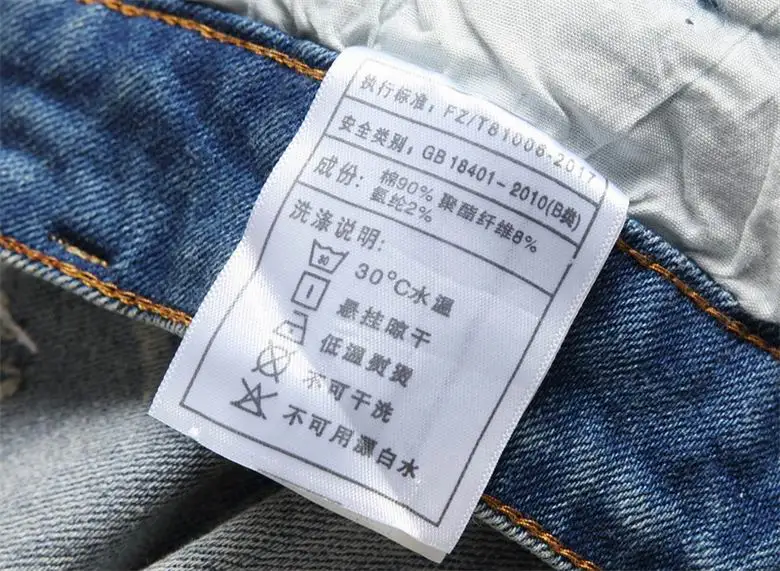 执行标准：FZ/T81006-2017
安全类别：GB 18401-2010(B类)
成份：棉90% 聚酯纤维8%
氨纶2%
洗涤说明：
30
30℃水温
悬挂晾干
低温熨烫
不可干洗
不可用漂白水